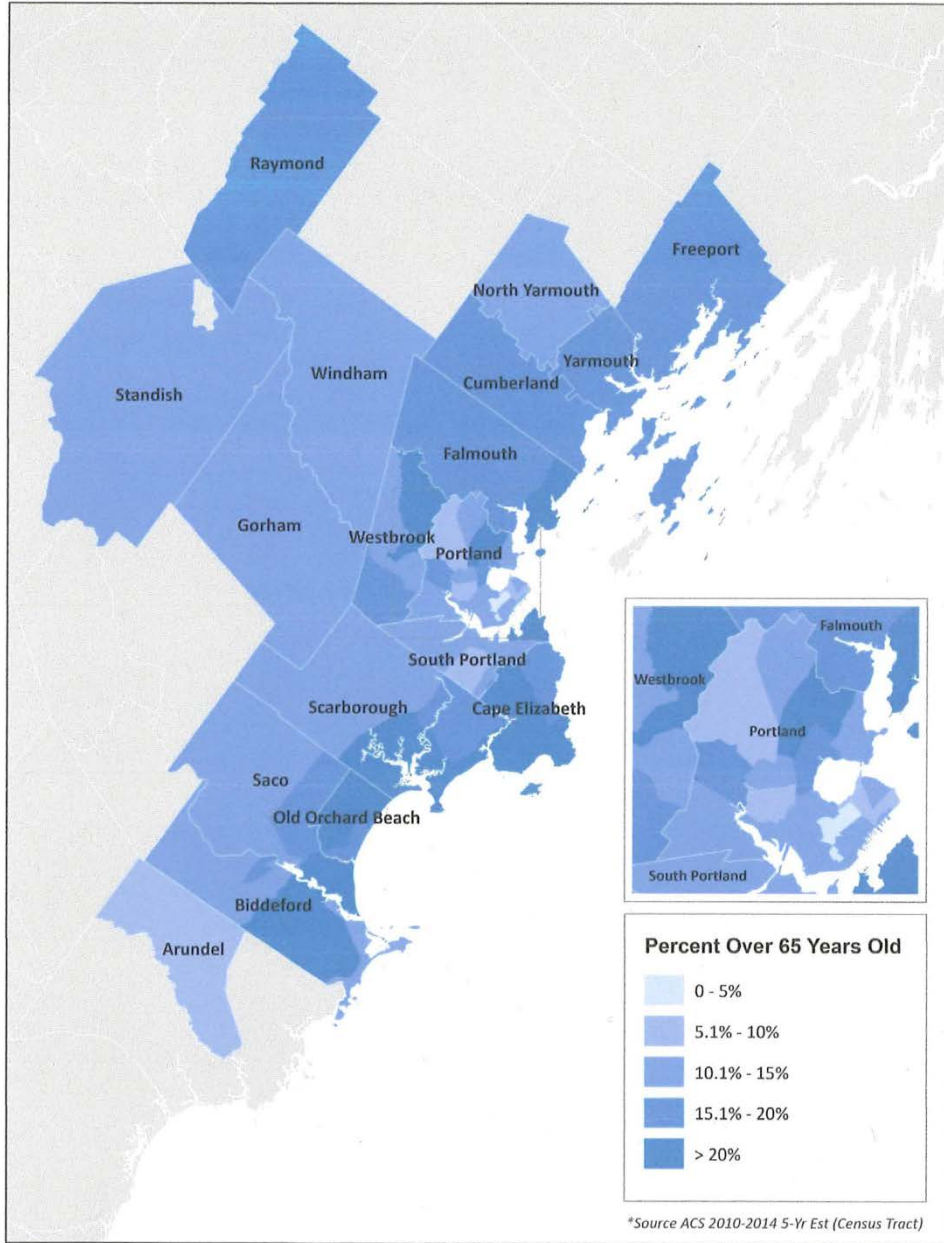 Raymond
Freeport
North Yarmouth
Yarmouth
Windham
Cumberland
Standish
Falmouth
Gorham
Westbrook
Portland
South Portland
Scarborough
Cape Elizabeth
Saco
Old Orchard Beach
Biddeford
Arundel
Falmouth
Westbrook
Portland
South Portland
Percent Over 65 Years Old
0 - 5%
5.1% - 10%
10.1% - 15%
15.1% - 20%
> 20%
*Source ACS 2010-2014 5-Yr Est (Census Tract)